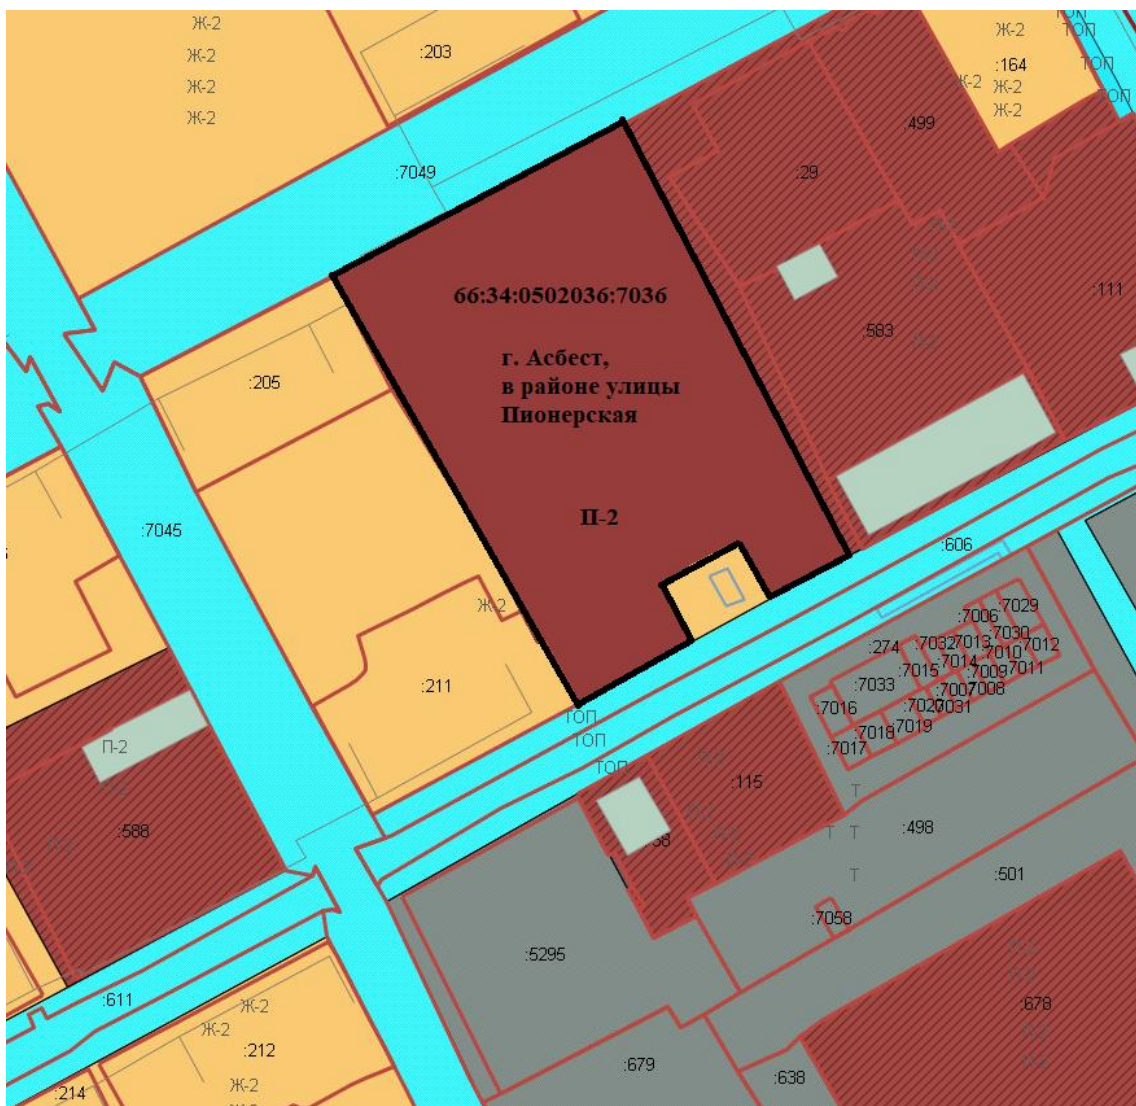 Ж-2
Ж-2
Ж-2
Ж-2
:203
ТОП
Ж-2
ТОП
:164
ТОП
Ж-2
Ж-2
ТОП
Ж-2
:499
:7049
:29
66:34:0502036:7036
:111
:583
г. Асбест,
в районе улицы
Пионерская
:205
П-2
:7045
:606
Ж-2
:7029
:7006
:7030
:274
:7032
:7013
:7012
:7010
:7014
:7015
:7009
:7011
:7033
:7007
:7008
:211
:7016
:7031
ТОП
:7019
:7018
ТОП
:7017
П-2
ТОП
:115
Т
:588
:498
Т
Т
Т
:501
:7058
:5295
:611
Ж-2
:678
Ж-2
:212
:679
:638
Ж-2
:214